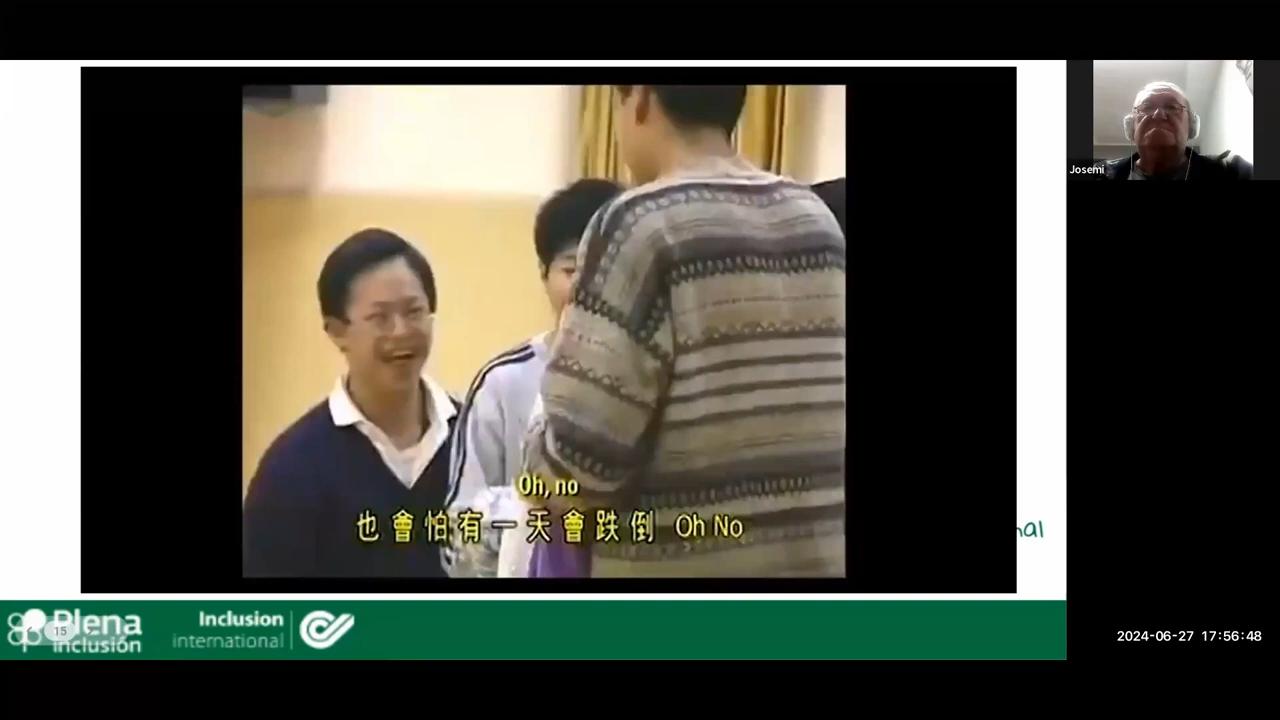 Josemi
Oh, no
也會怕有一天會跌倒 Oh No
Plena
inclusión
15
Inclusion
international
2024-06-27 17:56:48